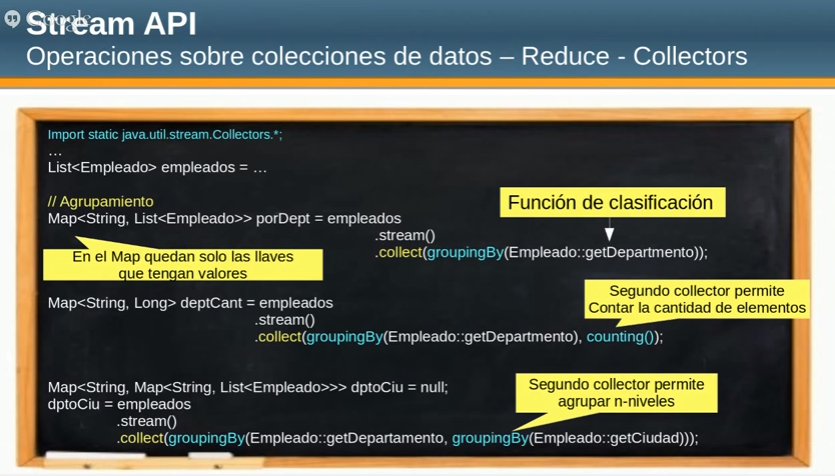 Google
Stream API
Operaciones sobre colecciones de datos – Reduce - Collectors
Import static java.util.stream.Collectors.*;
…
List<Empleado> empleados = …
// Agrupamiento
Función de clasificación
Map<String, List<Empleado>> porDept = empleados
.stream()
.collect(groupingBy(Empleado::getDepartmento));
En el Map quedan solo las llaves
que tengan valores
Segundo collector permite
Contar la cantidad de elementos
Map<String, Long> deptCant = empleados
.stream()
.collect(groupingBy(Empleado::getDepartmento), counting());
Segundo collector permite
agrupar n-niveles
Map<String, Map<String, List<Empleado>>> dptoCiu = null;
dptoCiu = empleados
.stream()
.collect(groupingBy(Empleado::getDepartamento, groupingBy(Empleado::getCiudad)));